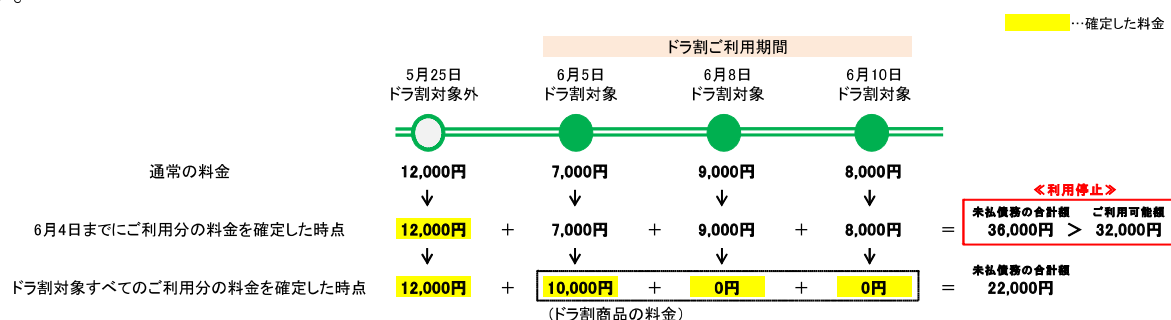 る。
…確定した料金
ドラ割ご利用期間
5月25日 6月5日 6月8日 6月10日
ドラ割対象外 ドラ割対象 ドラ割対象 ドラ割対象
通常の料金 12,000円 7,000円 9,000円 8,000円
≪利用停止≫
未払債務の合計額 ご利用可能額
6月4日までにご利用分の料金を確定した時点 12,000円 + 7,000円 + 9,000円 + 8,000円 = 36,000円 > 32,000円
未払債務の合計額
ドラ割対象すべてのご利用分の料金を確定した時点 12,000円 + 10,000円 + 0円 + 0円 = 22,000円
(ドラ割商品の料金)